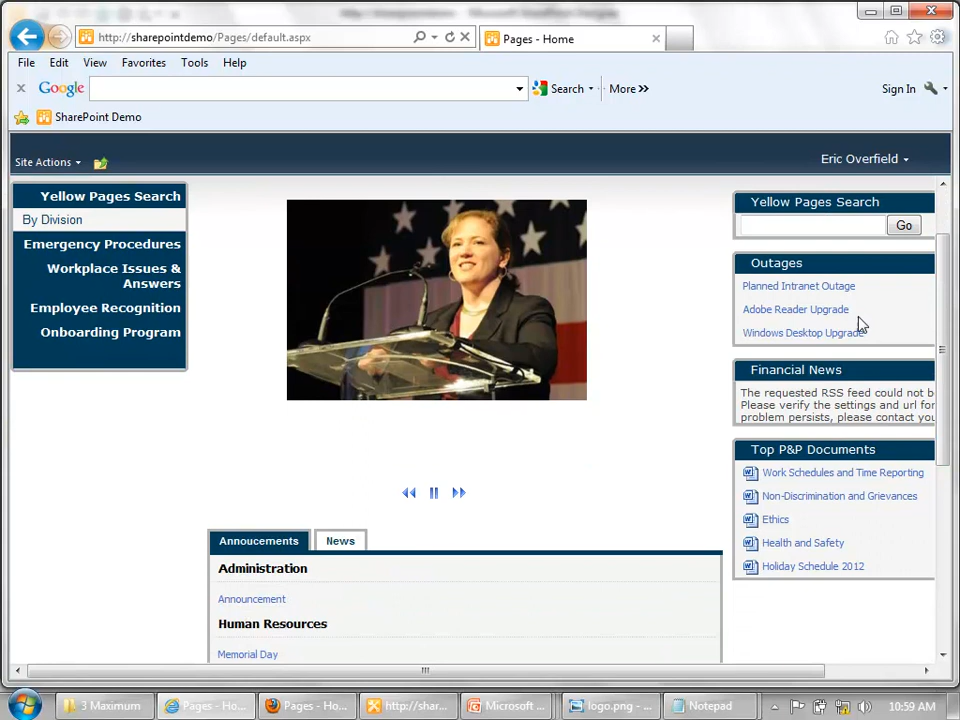 http://sharepointdemo/Pages/default.aspx
Pages - Home
File Edit View Favorites Tools Help
Google
Search
More
Sign In
SharePoint Demo
Site Actions
Eric Overfield
Yellow Pages Search
By Division
Emergency Procedures
Workplace Issues &
Answers
Employee Recognition
Onboarding Program
Yellow Pages Search
Go
Outages
Planned Intranet Outage
Adobe Reader Upgrade
Windows Desktop Upgrade
Financial News
The requested RSS feed could not b
Please verify the settings and url for
problem persists, please contact you
Top P&P Documents
Work Schedules and Time Reporting
Non-Discrimination and Grievances
Ethics
Health and Safety
Holiday Schedule 2012
Annoucements
News
Administration
Announcement
Human Resources
Memorial Day
3 Maximum
Pages - Ho...
Pages - Ho...
http://shar...
Microsoft ...
logo.png - ...
Notepad
10:59 AM